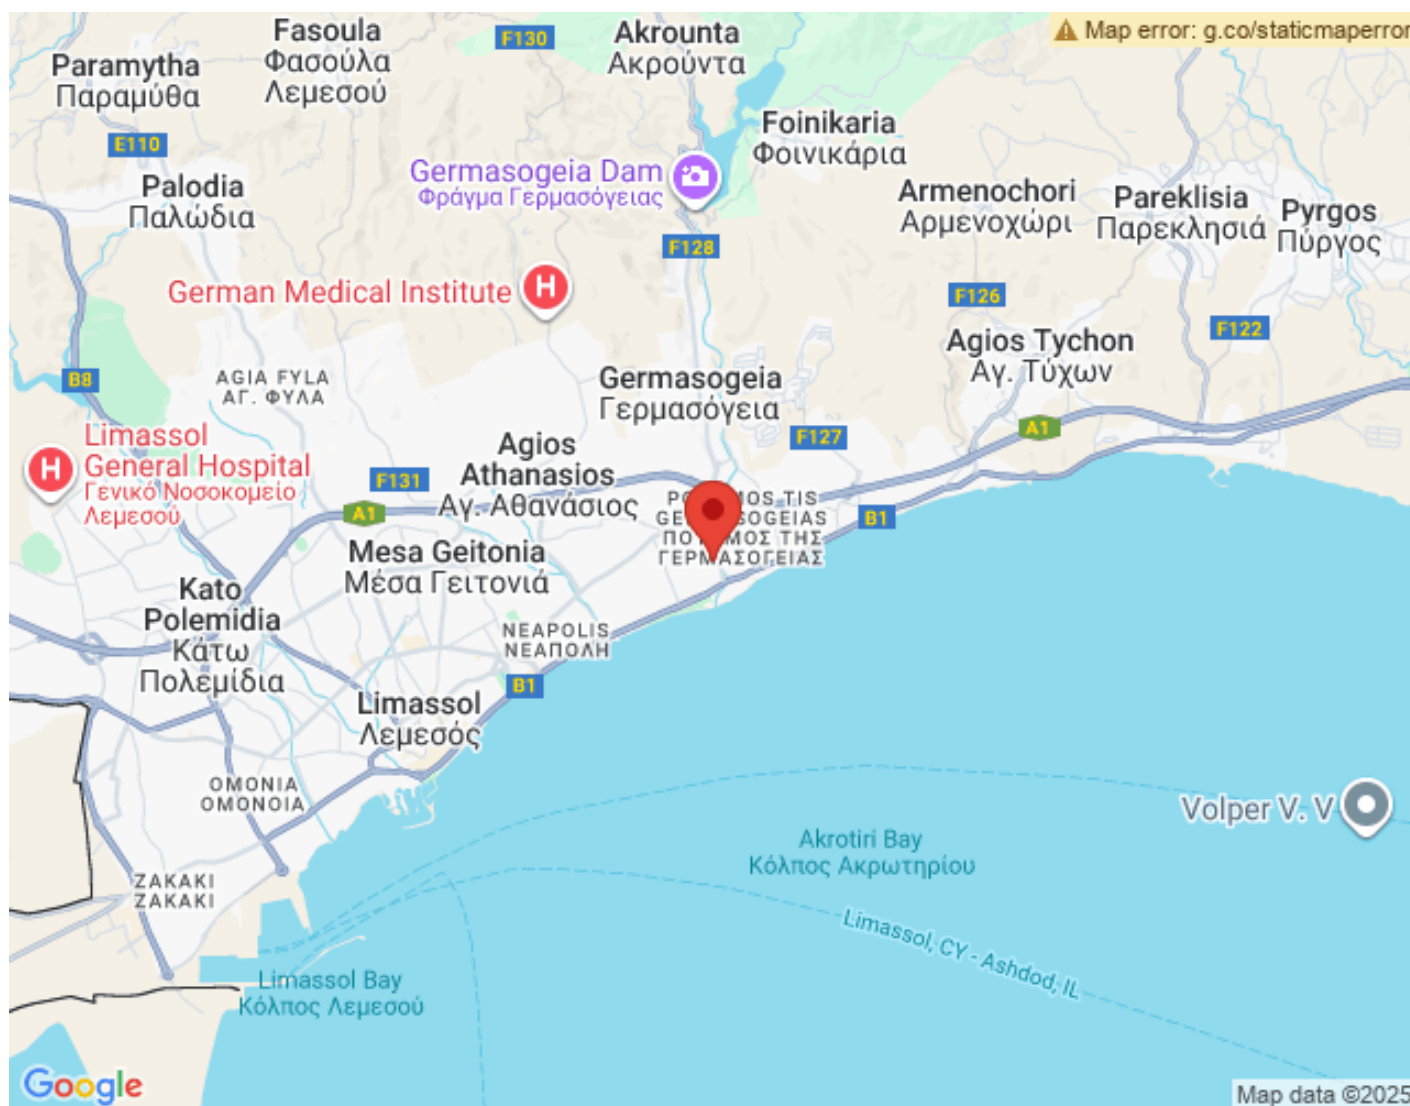 Fasoula
Φασούλα
Λεμεσού
F130
Akrounta
Ακρούντα
Map error: g.co/staticmaperror
Paramytha
Παραμύθα
E110
Foinikaria
Φοινικάρια
Germasogeia Dam
Φράγμα Γερμασόγειας
Palodia
Παλώδια
Armenochori
Αρμενοχώρι
Pareklisia
Παρεκλησιά
Pyrgos
Πύργος
F128
German Medical Institute
H
F126
F122
Agios Tychon
Αγ. Τύχων
B8
AGIA FYLA
ΑΓ. ΦΥΛΑ
Germasogeia
Γερμασόγεια
A1
F127
H
Limassol
General Hospital
Γενικό Νοσοκομείο
Λεμεσού
Agios
Athanasios
Αγ. Αθανάσιος
F131
A1
TIS
ΤΗΣ
ΓΕΡΜΑΣΟΓΕΙΑΣ
B1
Mesa Geitonia
Μέσα Γειτονιά
Kato
Polemidia
Κάτω
Πολεμίδια
NEAPOLIS
ΝΕΑΠΟΛΗ
B1
Limassol
Λεμεσός
OMONIA
ΟΜΟΝΟΙΑ
Volper V. V
Akrotiri Bay
Κόλπος Ακρωτηρίου
ZAKAKI
ΖΑΚΑΚΙ
Limassol, CY - Ashdod, IL
Limassol Bay
Κόλπος Λεμεσού
Google
Map data ©2025